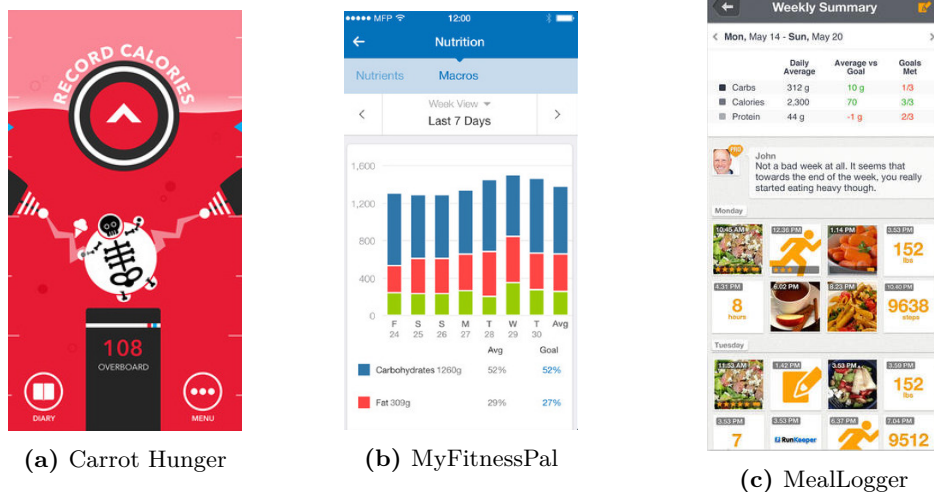 RECORD CALORIES
108
OVERBOARD
DIARY
MENU
(a) Carrot Hunger
MFP 12:00
Nutrition
Nutrients Macros
Week View
Last 7 Days
1,600
1,200
800
400
0
F S S M T W T Avg
24 25 26 27 28 29 30
Avg Goal
Carbohydrates 1260g 52% 52%
Fat 309g 29% 27%
(b) MyFitnessPal
Weekly Summary
Mon, May 14 - Sun, May 20
Daily Average Average vs Goal Goals Met
Carbs 312 g 10 g 1/3
Calories 2,300 70 3/3
Protein 44 g -1 g 2/3
PRO
John
Not a bad week at all. It seems that
towards the end of the week, you really
started eating heavy though.
Monday
10:45 AM 12:36 PM 1:14 PM 3:53 PM
152
lbs
4:31 PM 6:02 PM 8:23 PM 10:40 PM
8
hours
9638
steps
Tuesday
11:53 AM 1:42 PM 3:53 PM 3:59 PM
152
lbs
3:53 PM 3:53 PM 6:37 PM 7:04 PM
7
RunKeeper
9512
(c) MealLogger